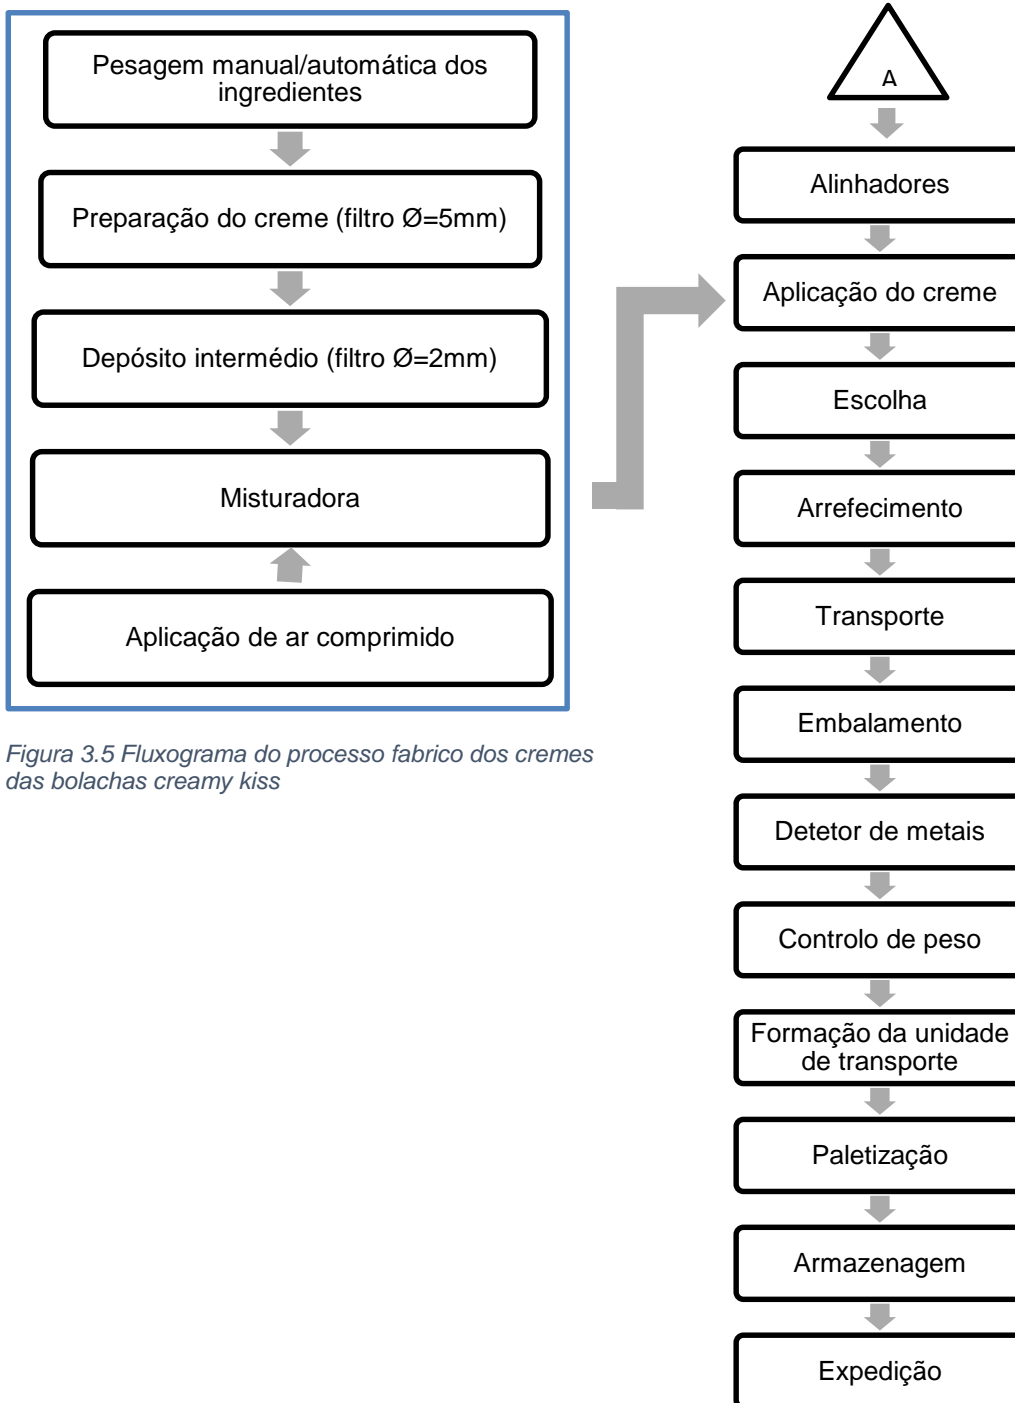 Pesagem manual/automática dos
ingredientes
Preparação do creme (filtro Ø=5mm)
Depósito intermédio (filtro Ø=2mm)
Misturadora
Aplicação de ar comprimido
Figura 3.5 Fluxograma do processo fabrico dos cremes
das bolachas creamy kiss
A
Alinhadores
Aplicação do creme
Escolha
Arrefecimento
Transporte
Embalamento
Detetor de metais
Controlo de peso
Formação da unidade
de transporte
Paletização
Armazenagem
Expedição